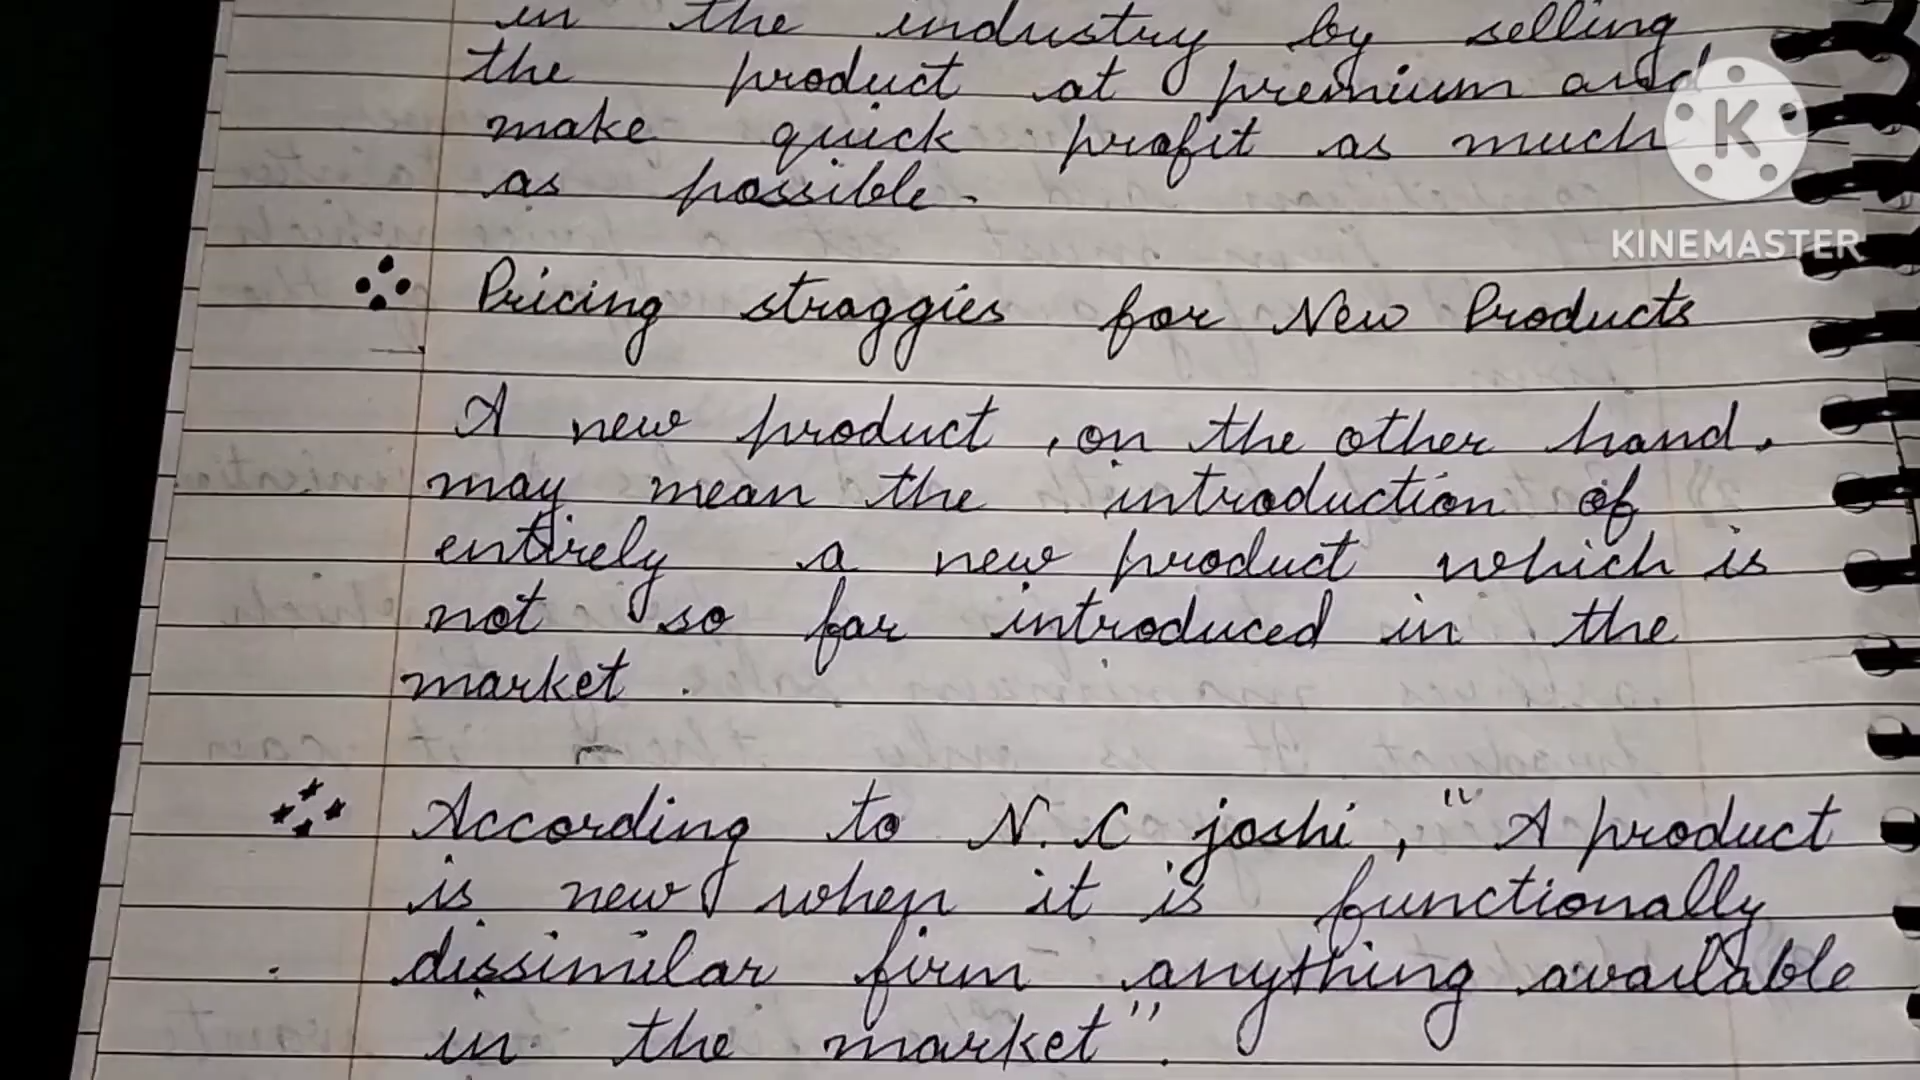 in the industry by selling
the product at premium and
make quick profit as much
as possible.
K
KINEMASTER
Pricing straggies for New Products
A new product, on the other hand,
may mean the introduction of
entirely a new product which is
not so far introduced in the
market.
According to N.C joshi, "A product
is new when it is functionally
dissimilar firm anything available
in the market".